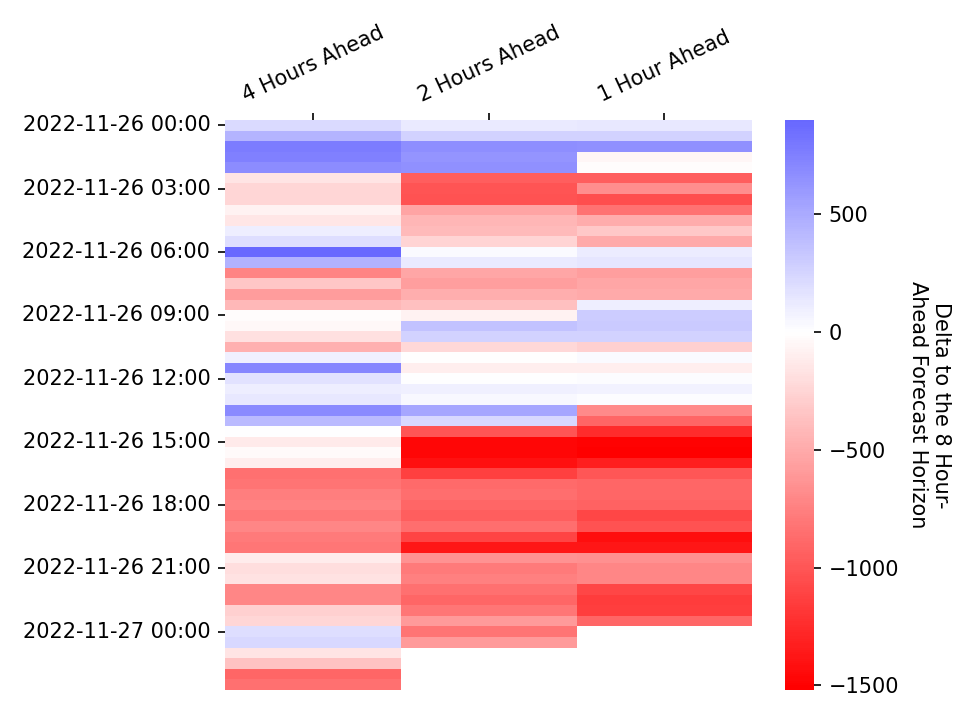 4 Hours Ahead
2 Hours Ahead
1 Hour Ahead
2022-11-26 00:00
2022-11-26 03:00
2022-11-26 06:00
2022-11-26 09:00
2022-11-26 12:00
2022-11-26 15:00
2022-11-26 18:00
2022-11-26 21:00
2022-11-27 00:00
500
0
−500
−1000
−1500
Delta to the 8 Hour-
Ahead Forecast Horizon